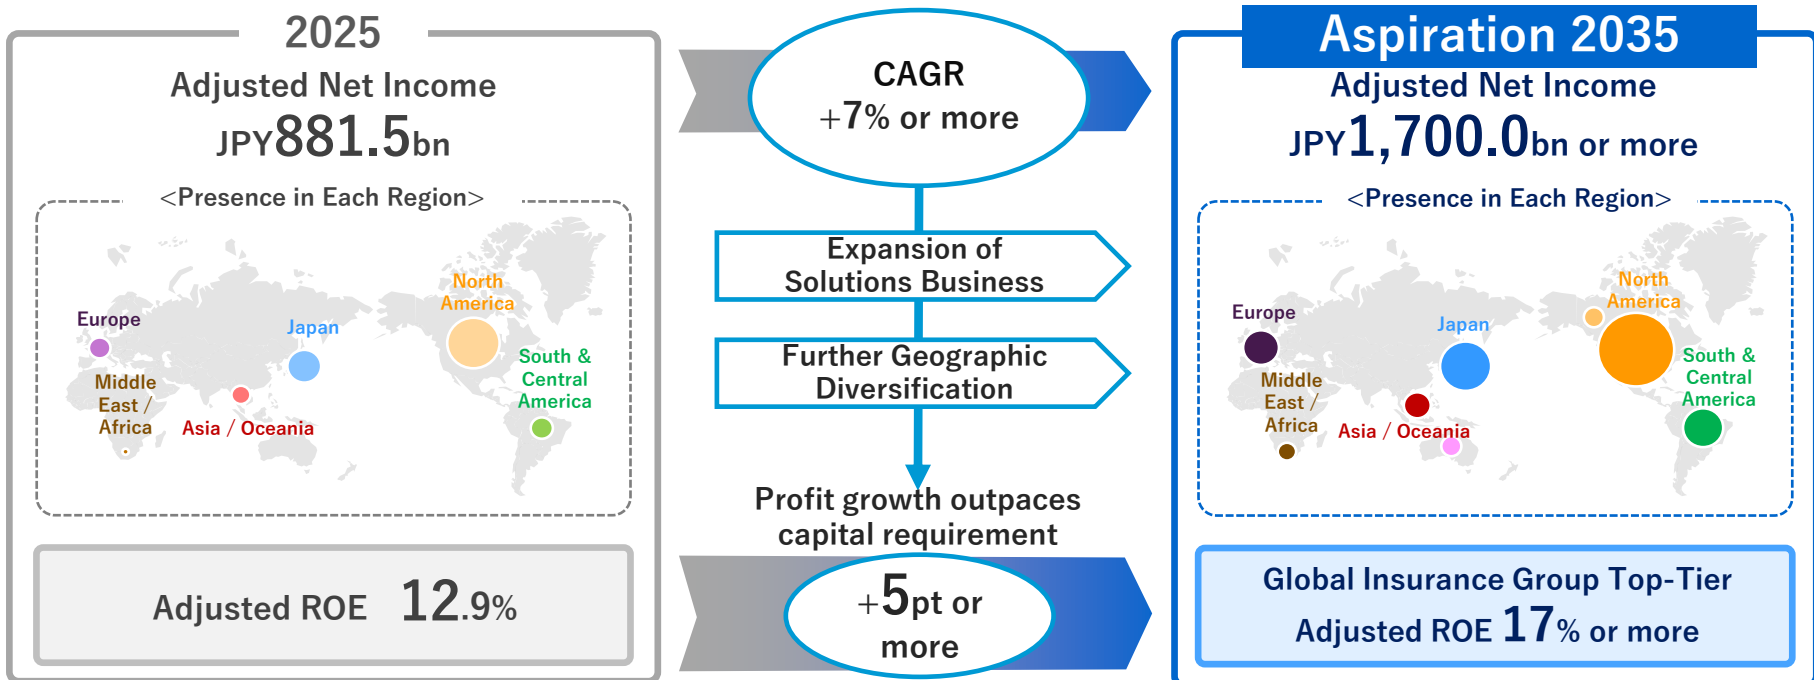 2025
Adjusted Net Income
JPY881.5bn
<Presence in Each Region>
Europe
Japan
North
America
South &
Central
America
Middle
East /
Africa
Asia / Oceania
Adjusted ROE 12.9%
CAGR
+7% or more
Expansion of
Solutions Business
Further Geographic
Diversification
Profit growth outpaces
capital requirement
+5pt or
more
Aspiration 2035
Adjusted Net Income
JPY1,700.0bn or more
<Presence in Each Region>
Europe
Japan
North
America
South &
Central
America
Middle
East /
Africa
Asia / Oceania
Global Insurance Group Top-Tier
Adjusted ROE 17% or more